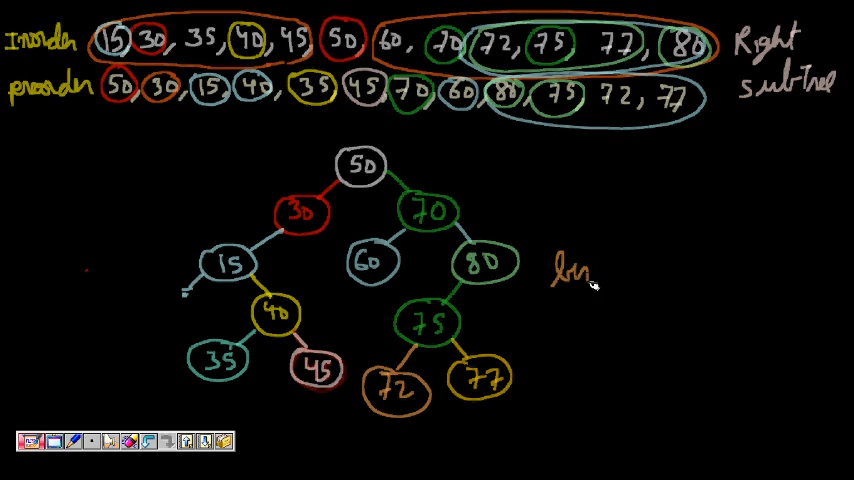 Inorder 15, 30, 35, 40, 45, 50, 60, 70, 72, 75, 77, 80 Right
preorder 50, 30, 15, 40, 35, 45, 70, 60, 80, 75 72, 77 subTree
50
30 70
15 60 80 bin
40 75
35 45 72 77